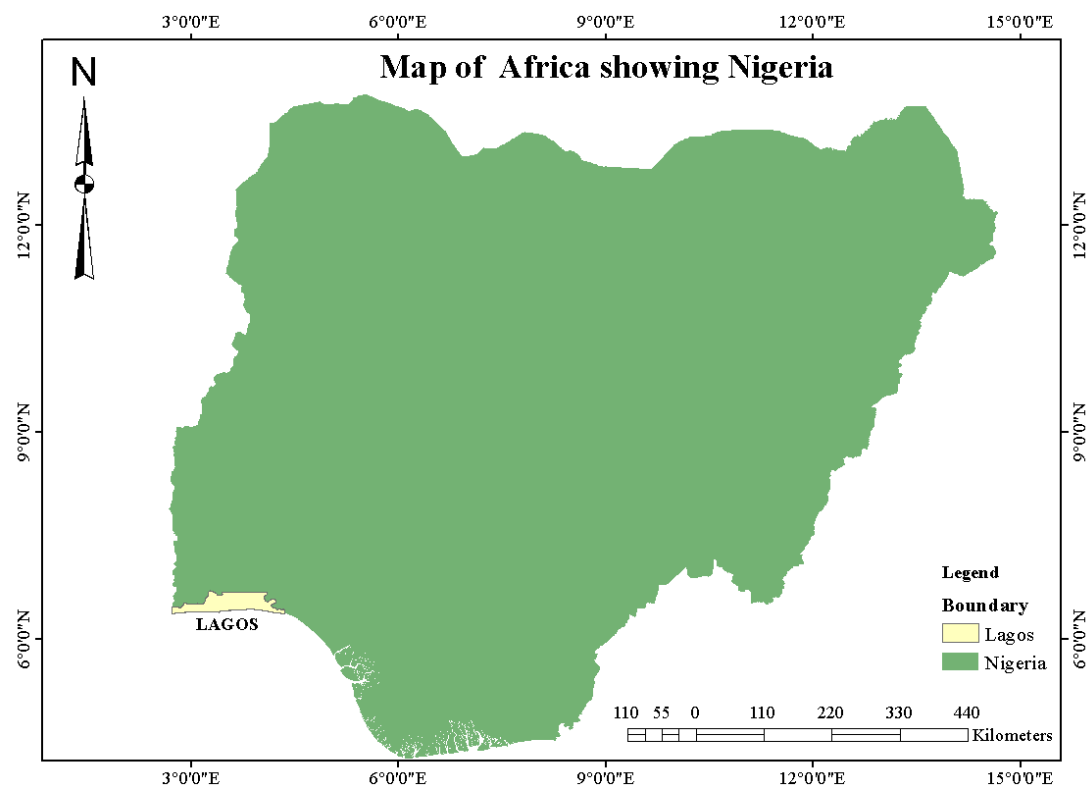 3°0'0"E 6°0'0"E 9°0'0"E 12°0'0"E 15°0'0"E
Map of Africa showing Nigeria
N
12°0'0"N
12°0'0"N
9°0'0"N
9°0'0"N
6°0'0"N
6°0'0"N
LAGOS
Legend
Boundary
Lagos
Nigeria
110 55 0 110 220 330 440
Kilometers
3°0'0"E 6°0'0"E 9°0'0"E 12°0'0"E 15°0'0"E